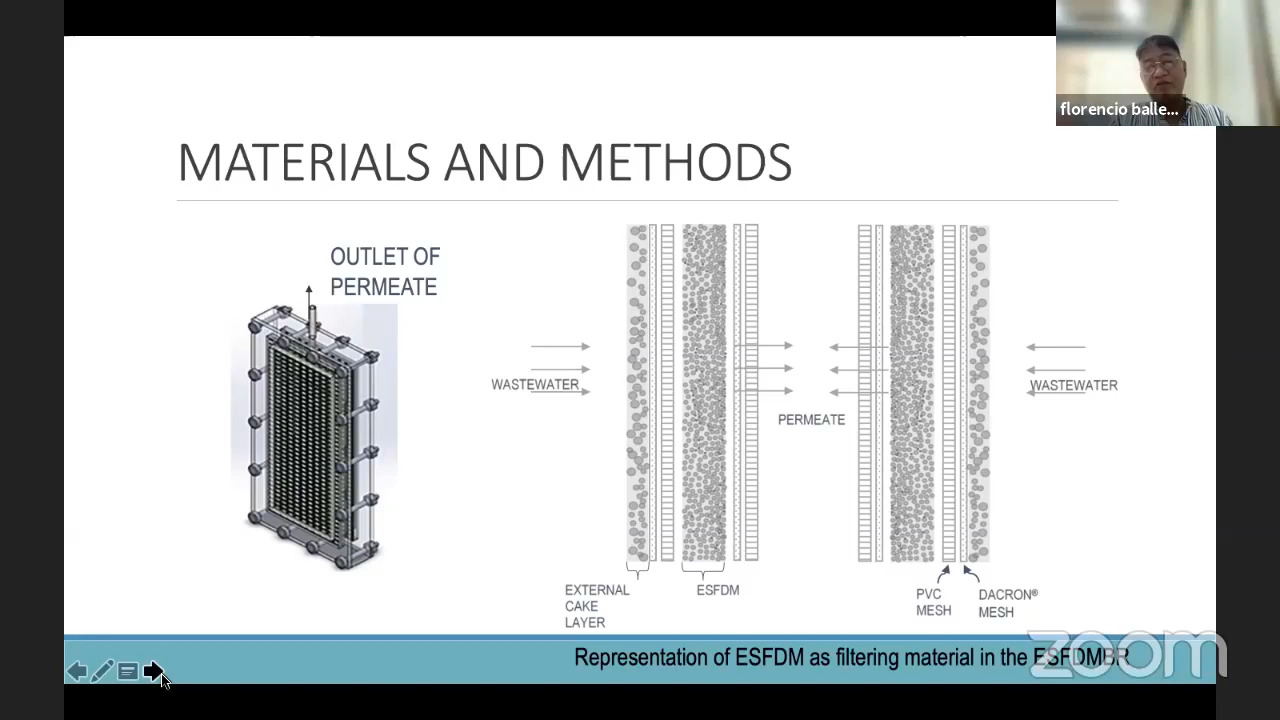 florencio balle...
MATERIALS AND METHODS
OUTLET OF
PERMEATE
WASTEWATER
WASTEWATER
PERMEATE
EXTERNAL
CAKE
LAYER
ESFDM
PVC
MESH
DACRON®
MESH
Representation of ESFDM as filtering material in the ESFDMBR
zoom